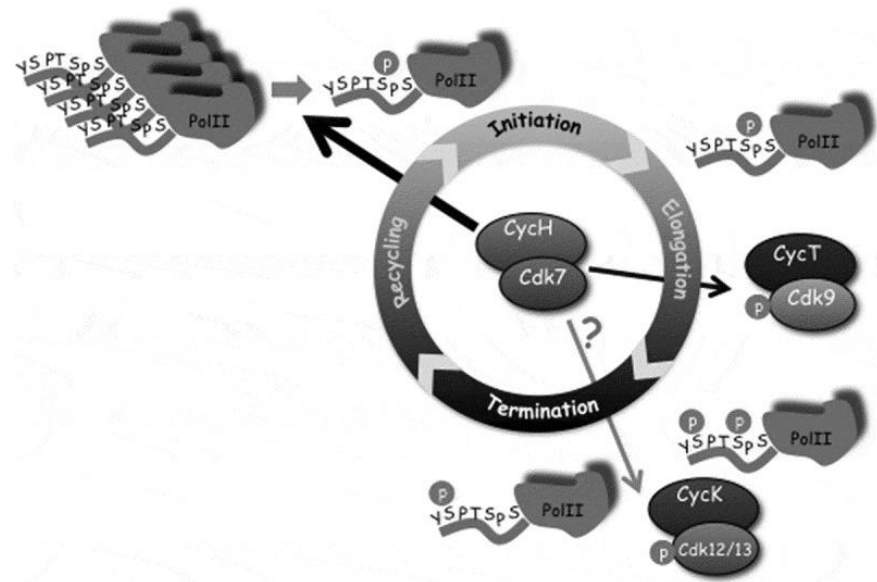 YSPTSpS
YSPTSpS
YSPTSpS
YSPTSpS
PolII
P
YSPTSpS
PolII
P
YSPTSpS
PolII
Initiation
Elongation
Termination
Recycling
CycH
Cdk7
CycT
Cdk9
P
?
P
P
YSPTSpS
PolII
P
YSPTSpS
PolII
CycK
Cdk12/13
P